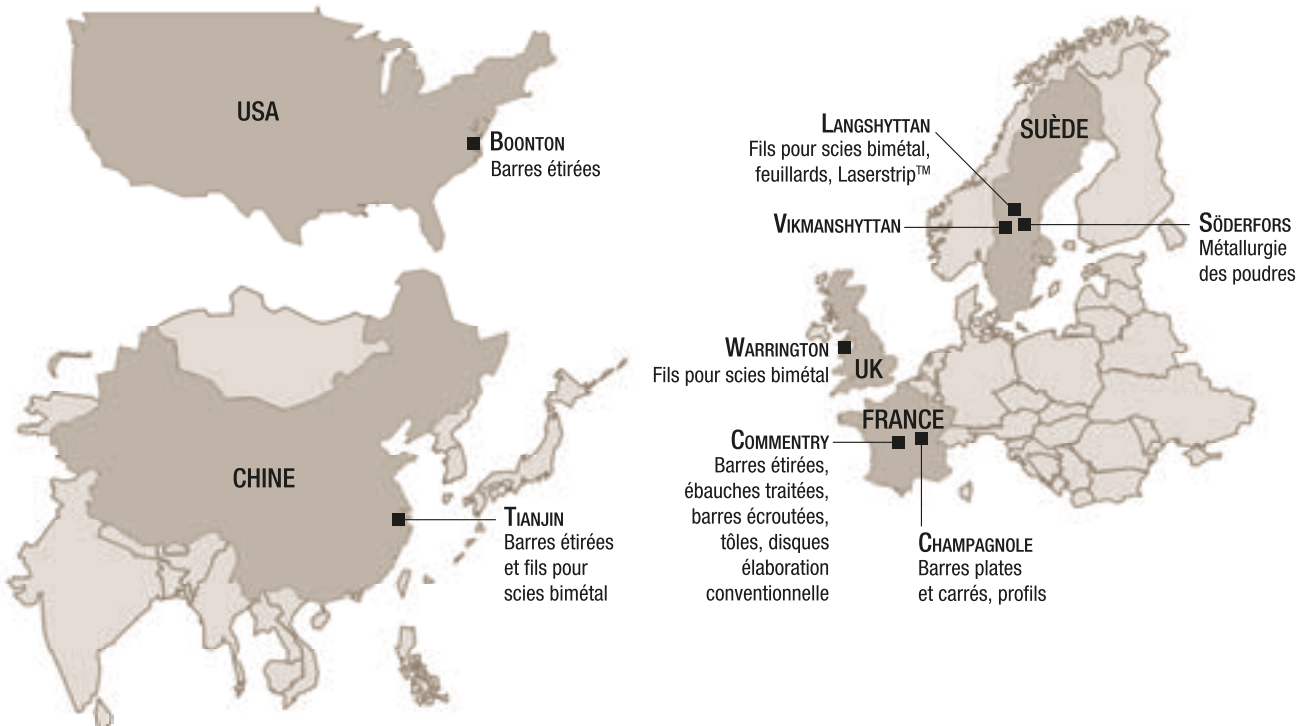 USA
BOONTON
Barres étirées
CHINE
TIANJIN
Barres étirées
et fils pour
scies bimétal
LANGSHYTTAN
Fils pour scies bimétal,
feuillards, Laserstrip™
SUÈDE
VIKMANSHYTTAN
SÖDERFORS
Métallurgie
des poudres
WARRINGTON
Fils pour scies bimétal
UK
FRANCE
COMMENTRY
Barres étirées,
ébauches traitées,
barres écroutées,
tôles, disques
élaboration
conventionnelle
CHAMPAGNOLE
Barres plates
et carrés, profils